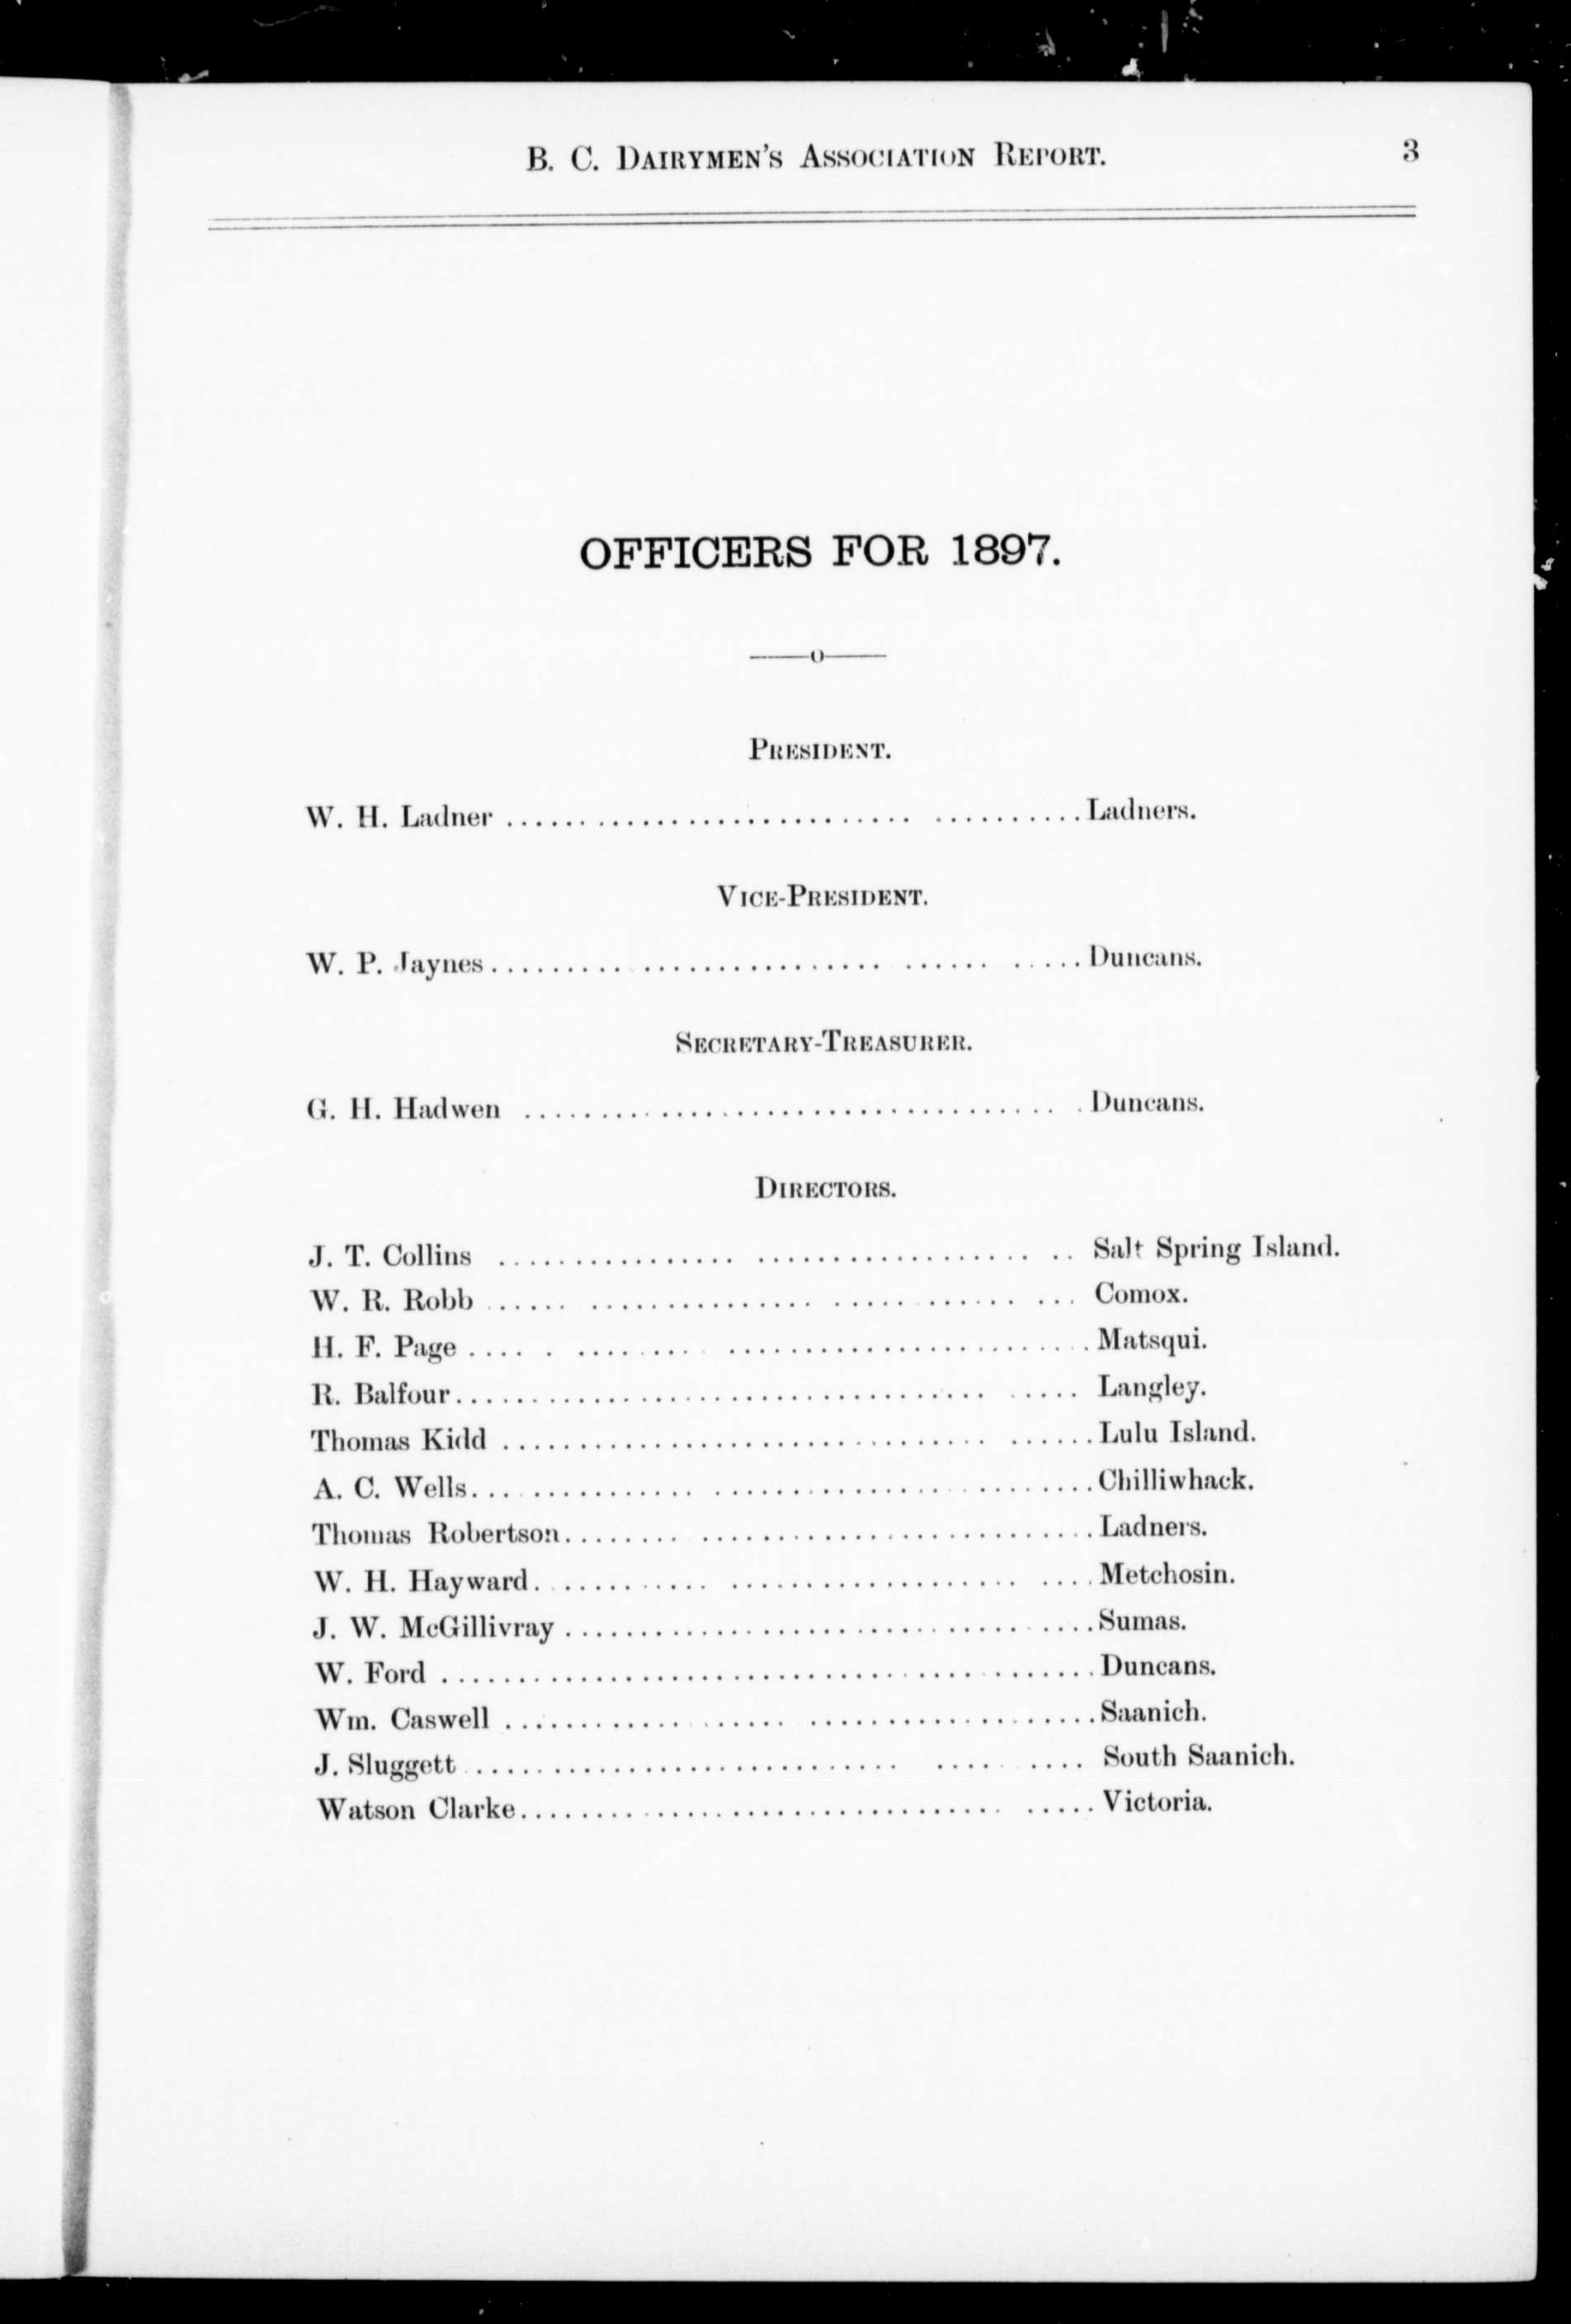 B. C. Dairymen's Association Report. 3
OFFICERS FOR 1897.
President.
W. H. Ladner ........................................ Ladners.
Vice-President.
W. P. Jaynes ........................................ Duncans.
Secretary-Treasurer.
G. H. Hadwen ........................................ Duncans.
Directors.
J. T. Collins ........................................ Salt Spring Island.
W. R. Robb ........................................ Comox.
H. F. Page ........................................ Matsqui.
R. Balfour ........................................ Langley.
Thomas Kidd ........................................ Lulu Island.
A. C. Wells ........................................ Chilliwhack.
Thomas Robertson ........................................ Ladners.
W. H. Hayward ........................................ Metchosin.
J. W. McGillivray ........................................ Sumas.
W. Ford ........................................ Duncans.
Wm. Caswell ........................................ Saanich.
J. Sluggett ........................................ South Saanich.
Watson Clarke ........................................ Victoria.